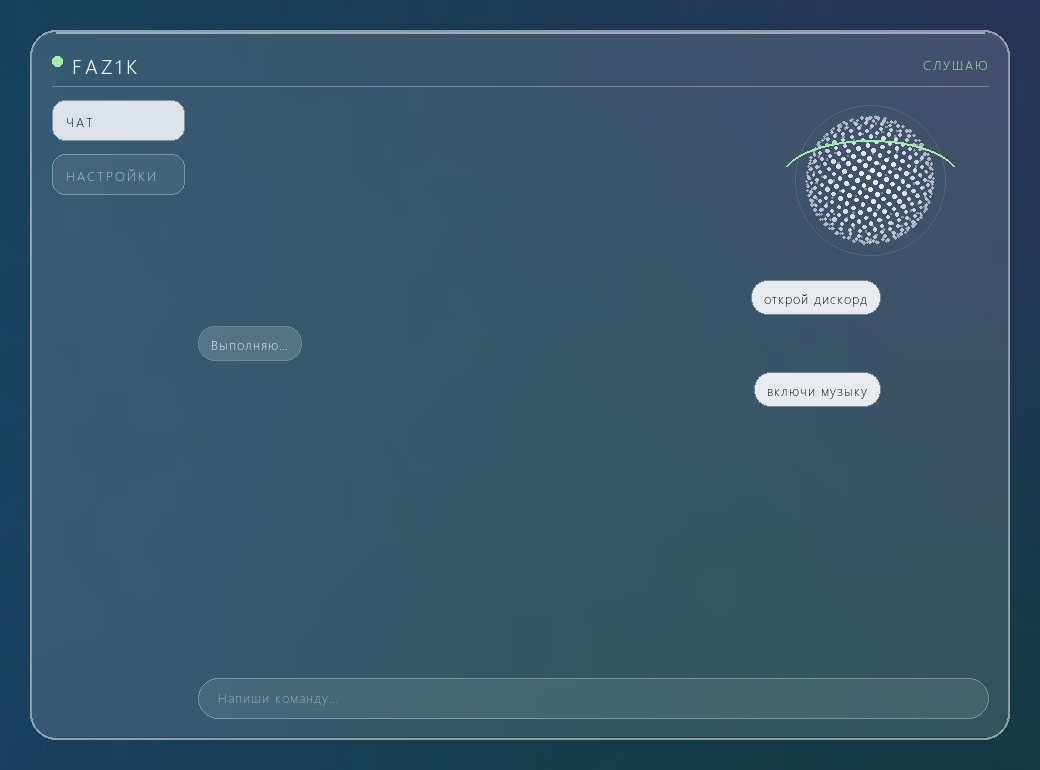 FAZ1K
СЛУШАЮ
ЧАТ
НАСТРОЙКИ
открой дискорд
Выполняю...
включи музыку
Напиши команду...